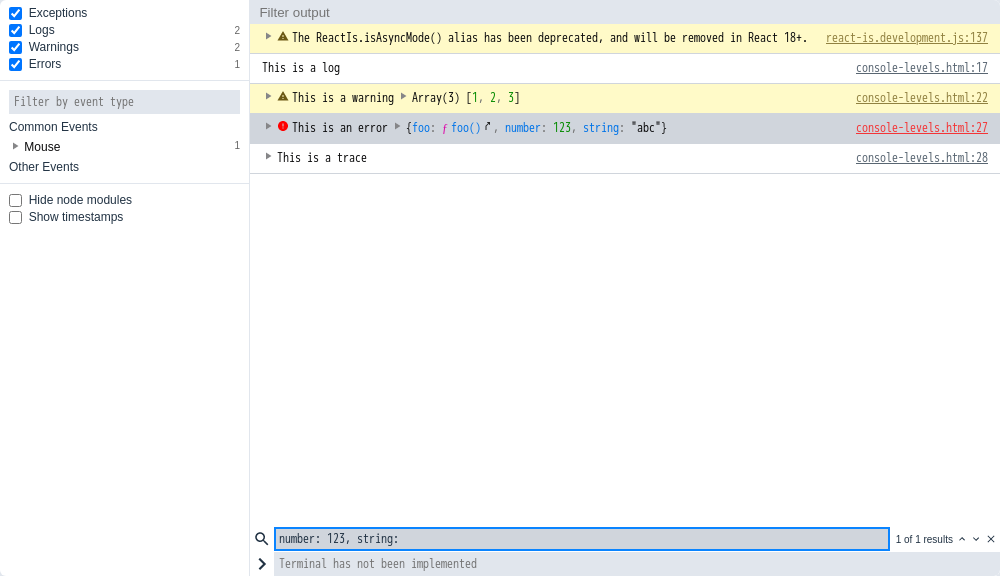 Exceptions
Logs 2
Warnings 2
Errors 1
Filter by event type
Common Events
Mouse 1
Other Events
Hide node modules
Show timestamps
Filter output
The ReactIs.isAsyncMode() alias has been deprecated, and will be removed in React 18+. react-is.development.js:137
This is a log console-levels.html:17
This is a warning Array(3) [1, 2, 3] console-levels.html:22
This is an error {foo: ƒ foo(), number: 123, string: "abc"} console-levels.html:27
This is a trace console-levels.html:28
number: 123, string: 1 of 1 results
Terminal has not been implemented